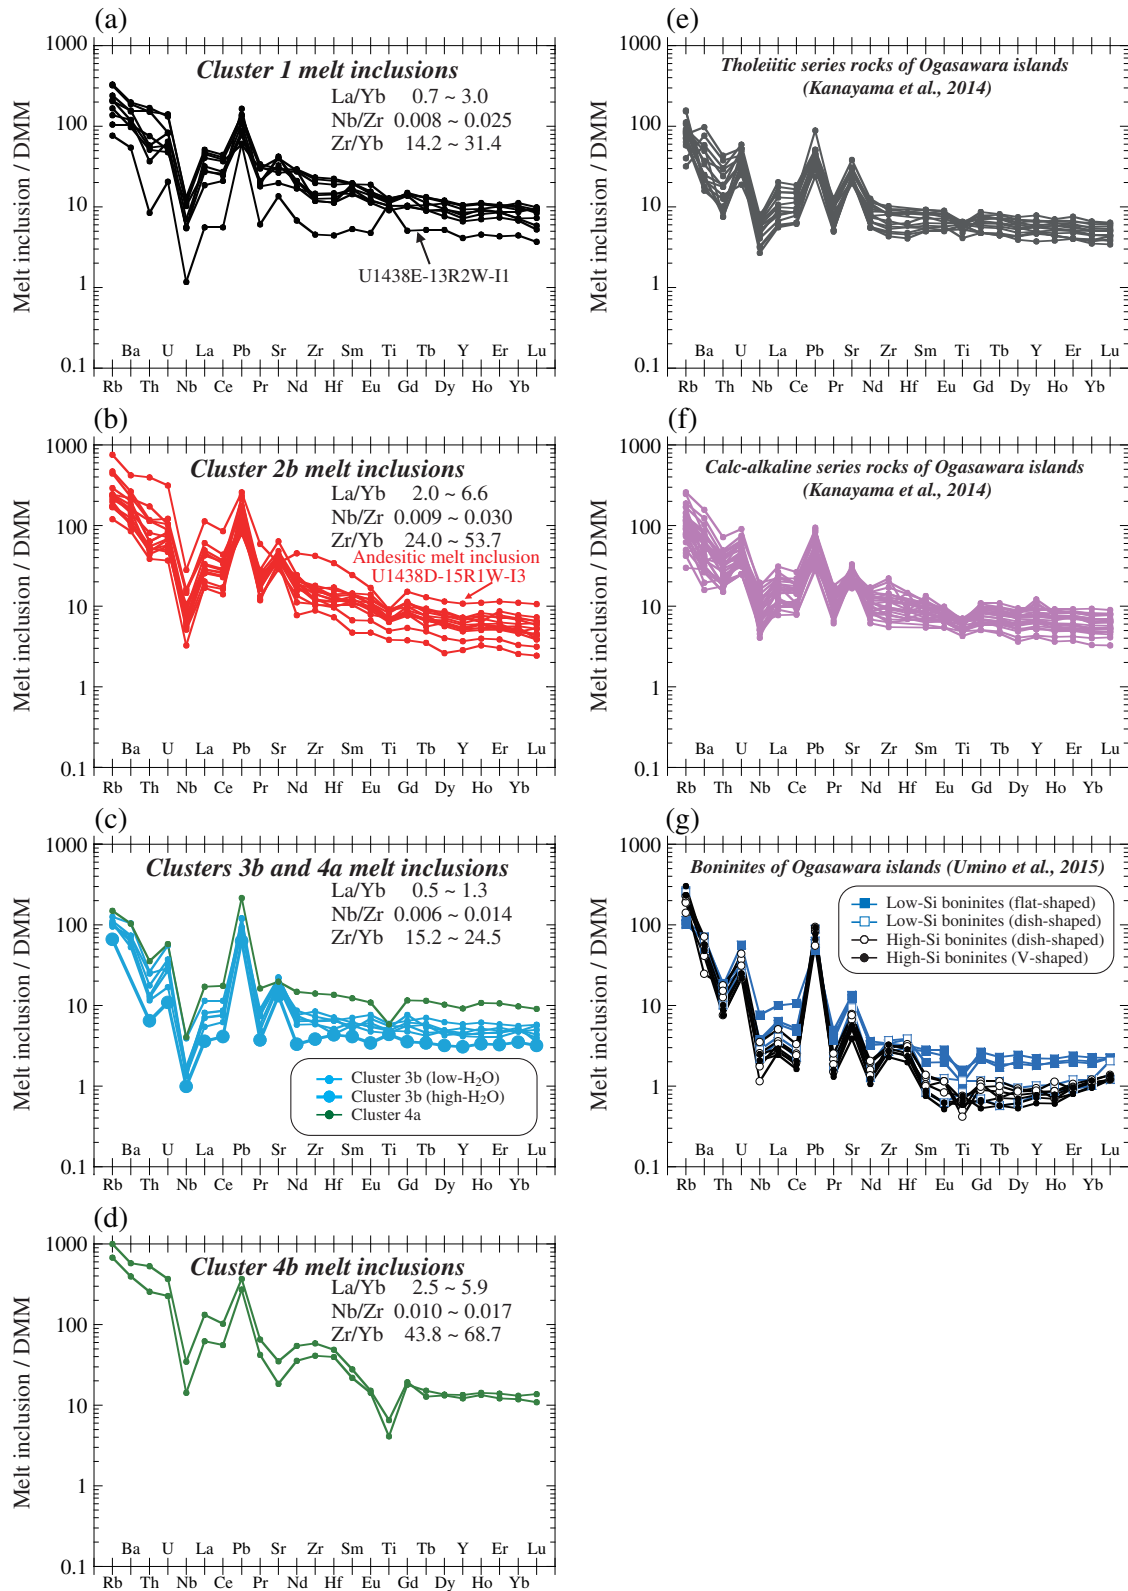 (a)
1000
100
10
1
0.1
Melt inclusion / DMM
Cluster 1 melt inclusions
La/Yb 0.7 ~ 3.0
Nb/Zr 0.008 ~ 0.025
Zr/Yb 14.2 ~ 31.4
U1438E-13R2W-I1
Ba U La Pb Sr Zr Sm Ti Tb Y Er Lu
Rb Th Nb Ce Pr Nd Hf Eu Gd Dy Ho Yb
(b)
1000
100
10
1
0.1
Melt inclusion / DMM
Cluster 2b melt inclusions
La/Yb 2.0 ~ 6.6
Nb/Zr 0.009 ~ 0.030
Zr/Yb 24.0 ~ 53.7
Andesitic melt inclusion
U1438D-15R1W-I3
Ba U La Pb Sr Zr Sm Ti Tb Y Er Lu
Rb Th Nb Ce Pr Nd Hf Eu Gd Dy Ho Yb
(c)
1000
100
10
1
0.1
Melt inclusion / DMM
Clusters 3b and 4a melt inclusions
La/Yb 0.5 ~ 1.3
Nb/Zr 0.006 ~ 0.014
Zr/Yb 15.2 ~ 24.5
Cluster 3b (low-H2O)
Cluster 3b (high-H2O)
Cluster 4a
Ba U La Pb Sr Zr Sm Ti Tb Y Er Lu
Rb Th Nb Ce Pr Nd Hf Eu Gd Dy Ho Yb
(d)
1000
100
10
1
0.1
Melt inclusion / DMM
Cluster 4b melt inclusions
La/Yb 2.5 ~ 5.9
Nb/Zr 0.010 ~ 0.017
Zr/Yb 43.8 ~ 68.7
Ba U La Pb Sr Zr Sm Ti Tb Y Er Lu
Rb Th Nb Ce Pr Nd Hf Eu Gd Dy Ho Yb
(e)
1000
100
10
1
0.1
Melt inclusion / DMM
Tholeiitic series rocks of Ogasawara islands
(Kanayama et al., 2014)
Ba U La Pb Sr Zr Sm Ti Tb Y Er Lu
Rb Th Nb Ce Pr Nd Hf Eu Gd Dy Ho Yb
(f)
1000
100
10
1
0.1
Melt inclusion / DMM
Calc-alkaline series rocks of Ogasawara islands
(Kanayama et al., 2014)
Ba U La Pb Sr Zr Sm Ti Tb Y Er Lu
Rb Th Nb Ce Pr Nd Hf Eu Gd Dy Ho Yb
(g)
1000
100
10
1
0.1
Melt inclusion / DMM
Boninites of Ogasawara islands (Umino et al., 2015)
Low-Si boninites (flat-shaped)
Low-Si boninites (dish-shaped)
High-Si boninites (dish-shaped)
High-Si boninites (V-shaped)
Ba U La Pb Sr Zr Sm Ti Tb Y Er Lu
Rb Th Nb Ce Pr Nd Hf Eu Gd Dy Ho Yb